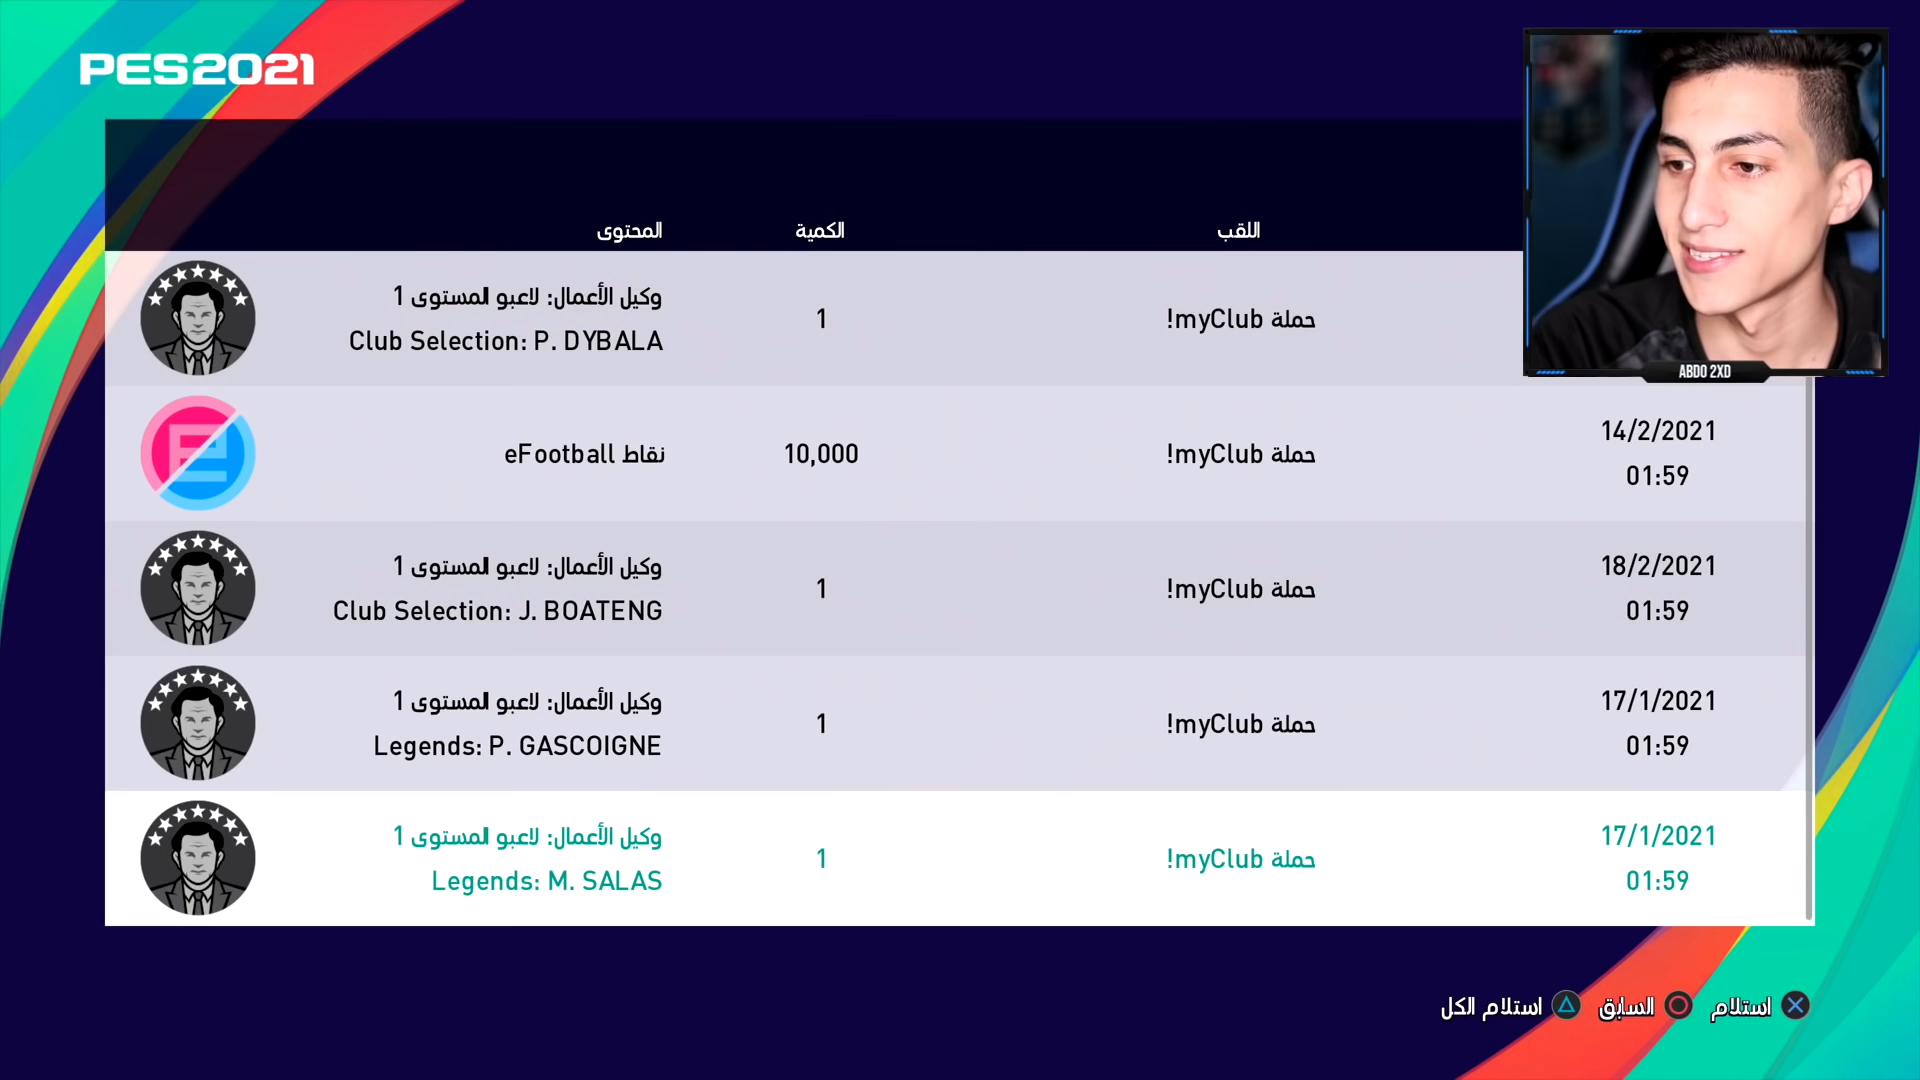 PES2021
ABDO 2XD
اللقب
الكمية
المحتوى
حملة myClub!
1
وكيل الأعمال: لاعبو المستوى 1
Club Selection: P. DYBALA
14/2/2021
01:59
حملة myClub!
10,000
نقاط eFootball
18/2/2021
01:59
حملة myClub!
1
وكيل الأعمال: لاعبو المستوى 1
Club Selection: J. BOATENG
17/1/2021
01:59
حملة myClub!
1
وكيل الأعمال: لاعبو المستوى 1
Legends: P. GASCOIGNE
17/1/2021
01:59
حملة myClub!
1
وكيل الأعمال: لاعبو المستوى 1
Legends: M. SALAS
استلام
السابق
استلام الكل